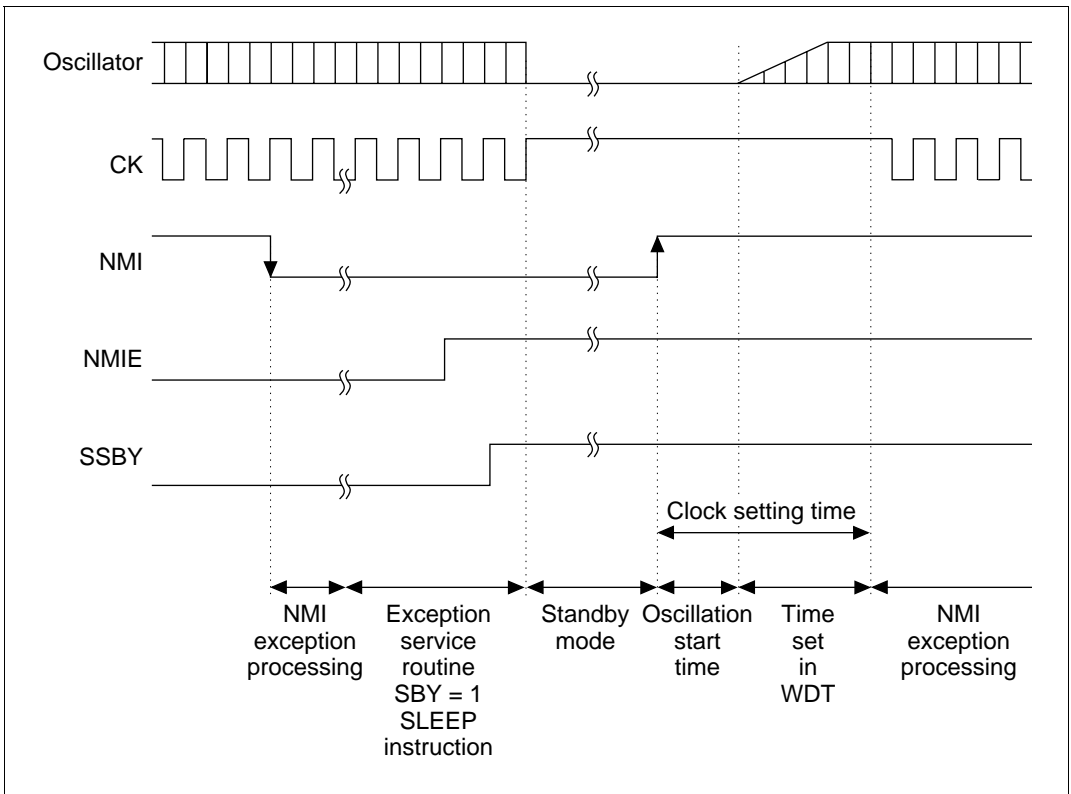 Oscillator
CK
NMI
NMIE
SSBY
Clock setting time
NMI
exception
processing
Exception
service
routine
SBY = 1
SLEEP
instruction
Standby
mode
Oscillation
start
time
Time
set
in
WDT
NMI
exception
processing